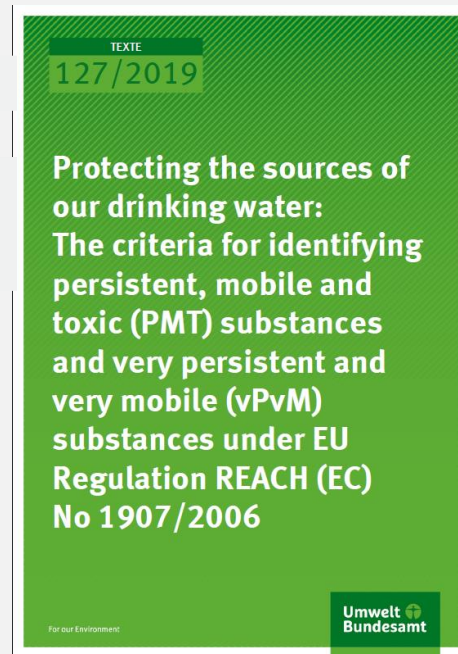 TEXTE
127/2019
Protecting the sources of
our drinking water:
The criteria for identifying
persistent, mobile and
toxic (PMT) substances
and very persistent and
very mobile (vPvM)
substances under EU
Regulation REACH (EC)
No 1907/2006
For our Environment
Umwelt
Bundesamt